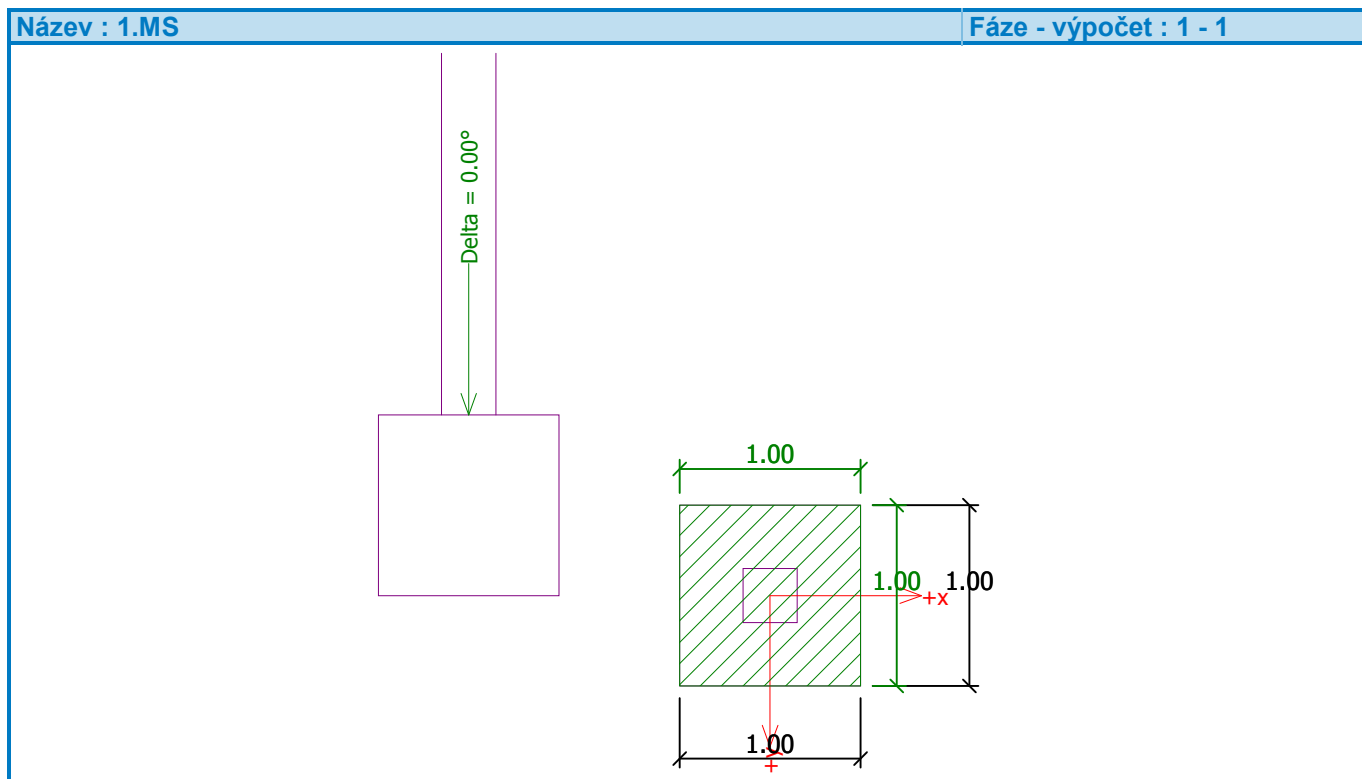 Název : 1.MS
Fáze - výpočet : 1 - 1
Delta = 0.00°
1.00
1.00
1.00
+x
1.00
+y